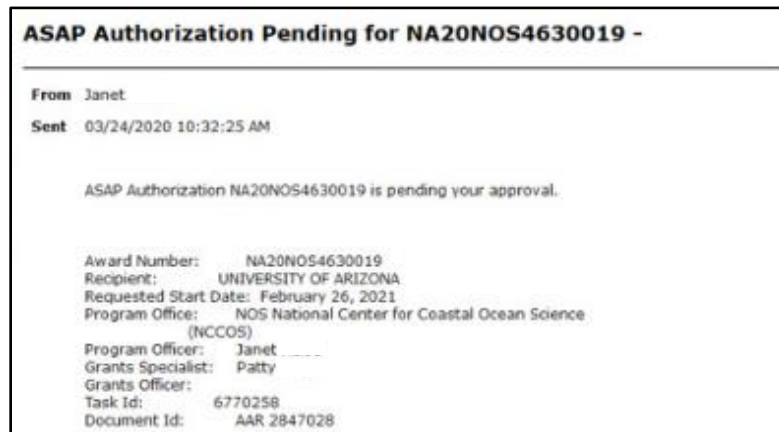 ASAP Authorization Pending for NA20NOS4630019 -
From Janet
Sent 03/24/2020 10:32:25 AM
ASAP Authorization NA20NOS4630019 is pending your approval.
Award Number: NA20NOS4630019
Recipient: UNIVERSITY OF ARIZONA
Requested Start Date: February 26, 2021
Program Office: NOS National Center for Coastal Ocean Science
(NCCOS)
Program Officer: Janet
Grants Specialist: Patty
Grants Officer:
Task Id: 6770258
Document Id: AAR 2847028